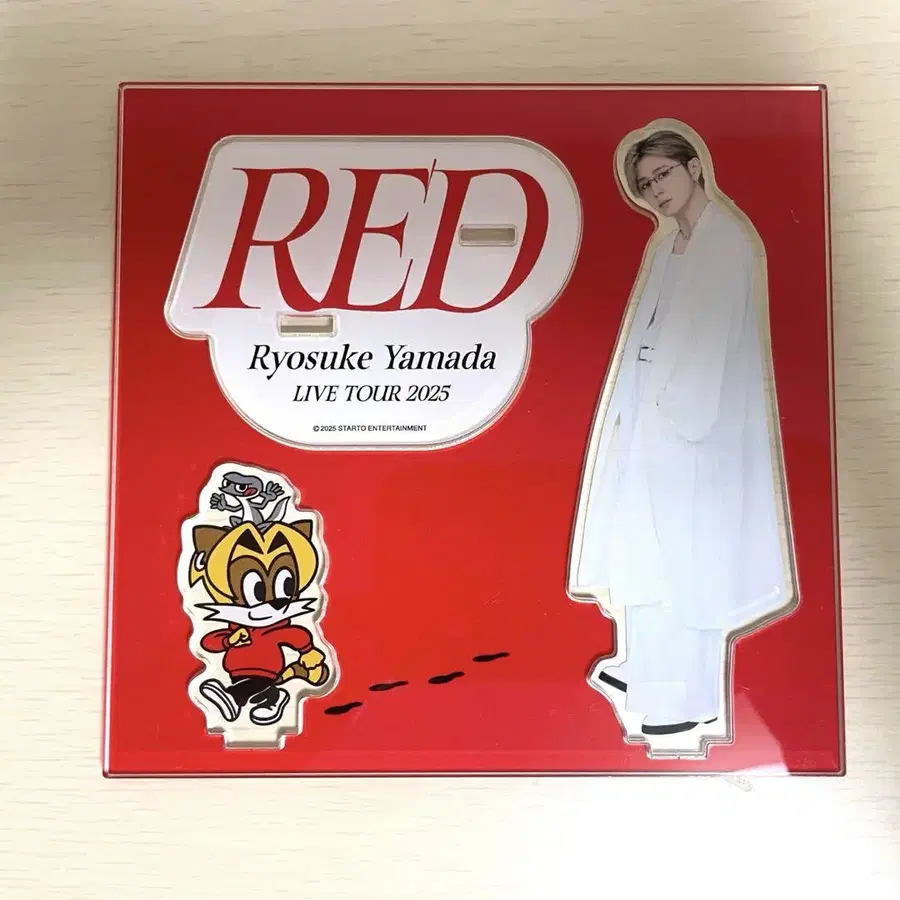 RED
Ryosuke Yamada
LIVE TOUR 2025
© 2025 STARTO ENTERTAINMENT